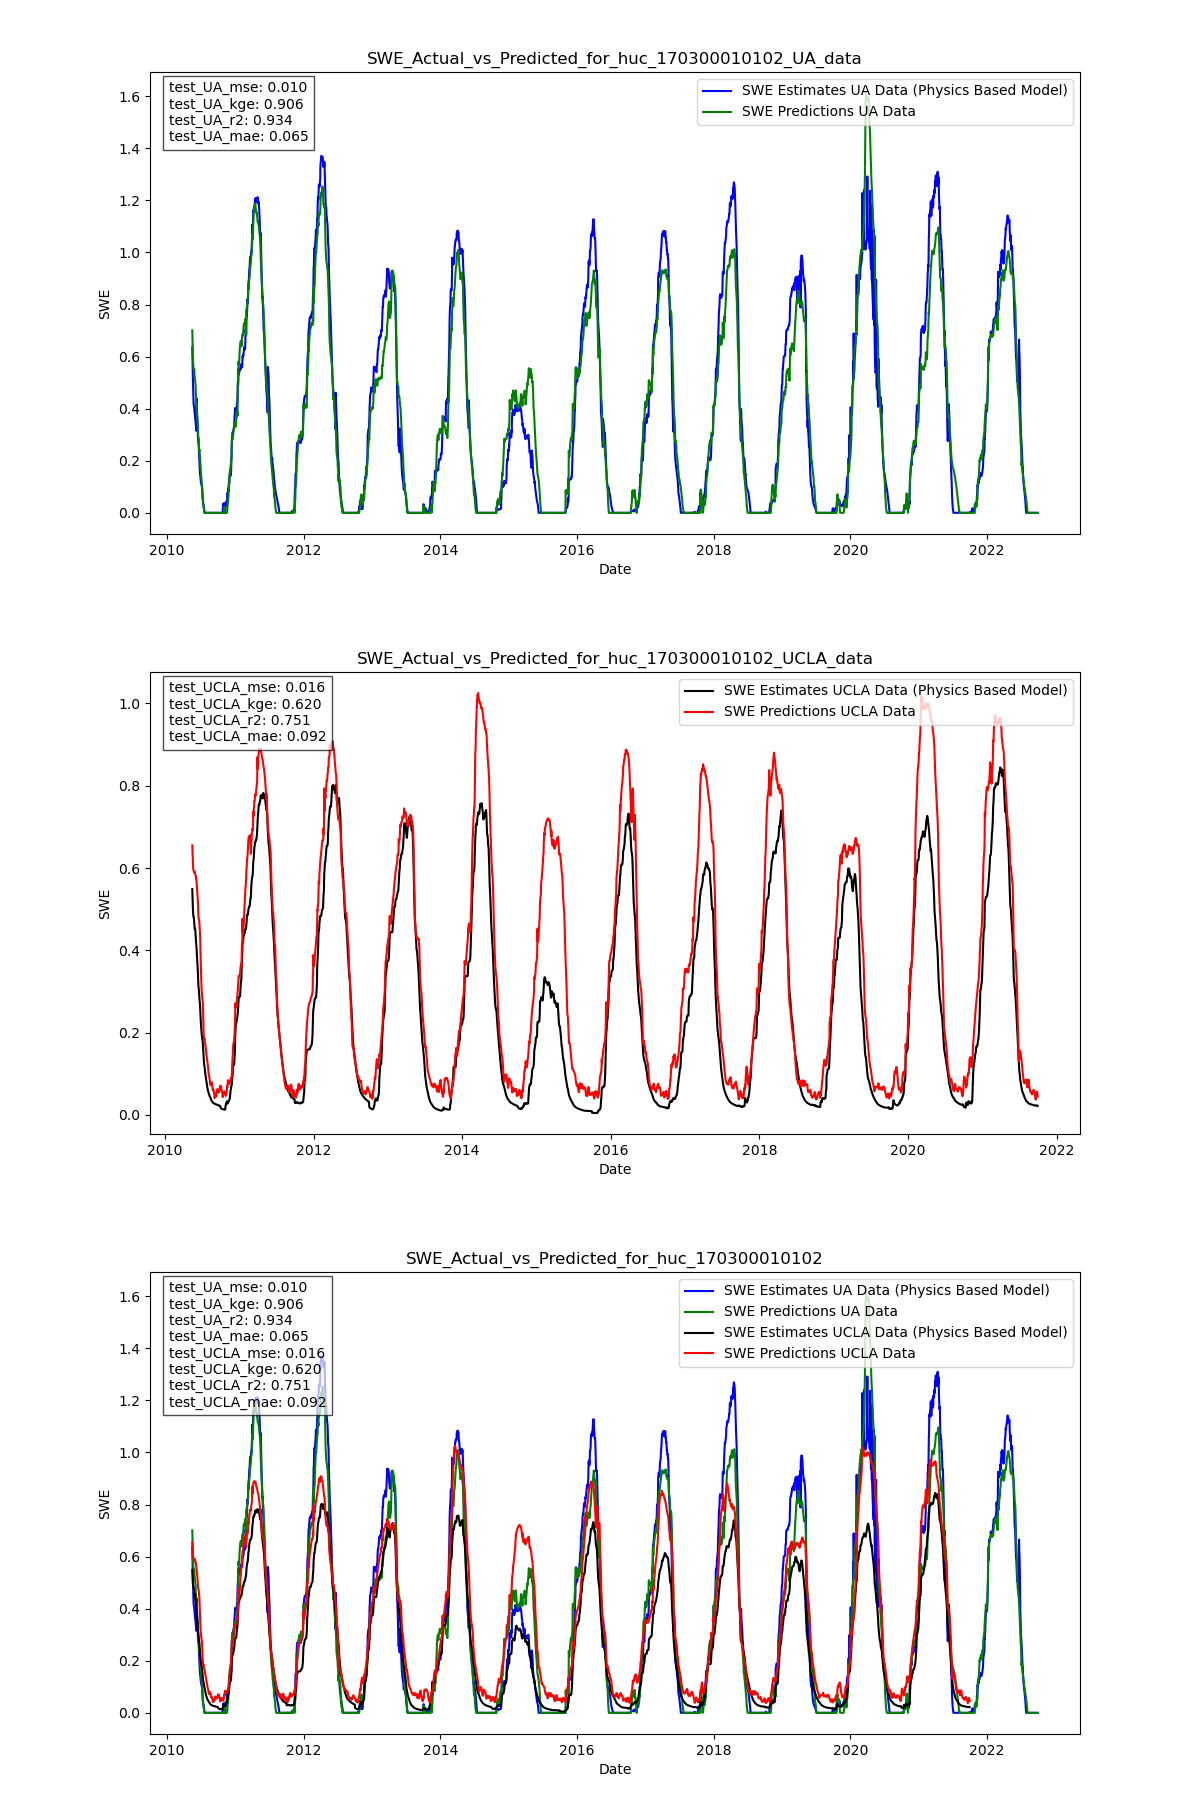 SWE_Actual_vs_Predicted_for_huc_170300010102_UA_data
test_UA_mse: 0.010
test_UA_kge: 0.906
test_UA_r2: 0.934
test_UA_mae: 0.065
SWE Estimates UA Data (Physics Based Model)
SWE Predictions UA Data
1.6
1.4
1.2
1.0
0.8
0.6
0.4
0.2
0.0
SWE
2010 2012 2014 2016 2018 2020 2022
Date
SWE_Actual_vs_Predicted_for_huc_170300010102_UCLA_data
test_UCLA_mse: 0.016
test_UCLA_kge: 0.620
test_UCLA_r2: 0.751
test_UCLA_mae: 0.092
SWE Estimates UCLA Data (Physics Based Model)
SWE Predictions UCLA Data
1.0
0.8
0.6
0.4
0.2
0.0
SWE
2010 2012 2014 2016 2018 2020 2022
Date
SWE_Actual_vs_Predicted_for_huc_170300010102
test_UA_mse: 0.010
test_UA_kge: 0.906
test_UA_r2: 0.934
test_UA_mae: 0.065
test_UCLA_mse: 0.016
test_UCLA_kge: 0.620
test_UCLA_r2: 0.751
test_UCLA_mae: 0.092
SWE Estimates UA Data (Physics Based Model)
SWE Predictions UA Data
SWE Estimates UCLA Data (Physics Based Model)
SWE Predictions UCLA Data
1.6
1.4
1.2
1.0
0.8
0.6
0.4
0.2
0.0
SWE
2010 2012 2014 2016 2018 2020 2022
Date